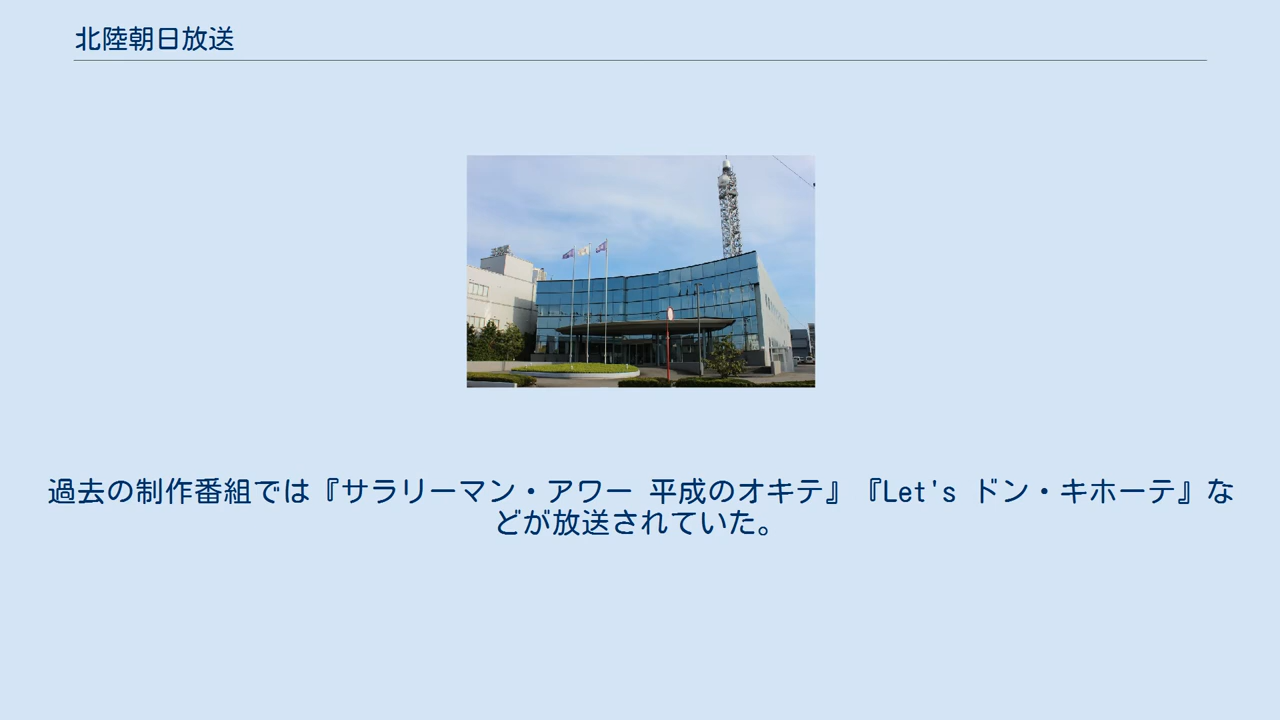 北陸朝日放送
過去の制作番組では『サラリーマン・アワー 平成のオキテ』『Let's ドン・キホーテ』な
どが放送されていた。